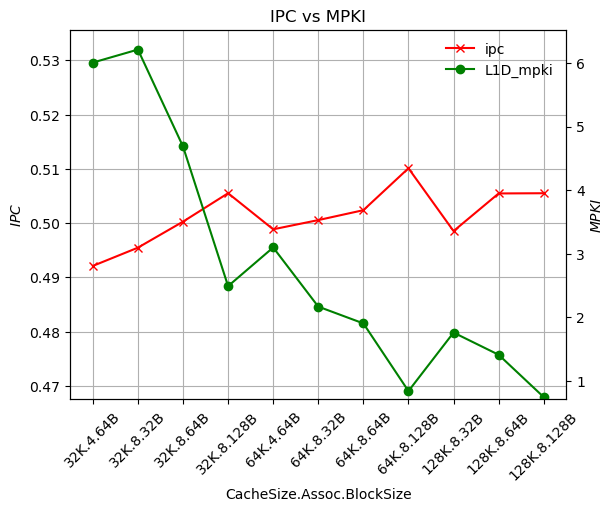 IPC vs MPKI
ipc
L1D_mpki
0.53
0.52
0.51
0.50
0.49
0.48
0.47
IPC
6
5
4
3
2
1
MPKI
32K.4.64B
32K.8.32B
32K.8.64B
32K.8.128B
64K.4.64B
64K.8.32B
64K.8.64B
64K.8.128B
128K.8.32B
128K.8.64B
128K.8.128B
CacheSize.Assoc.BlockSize